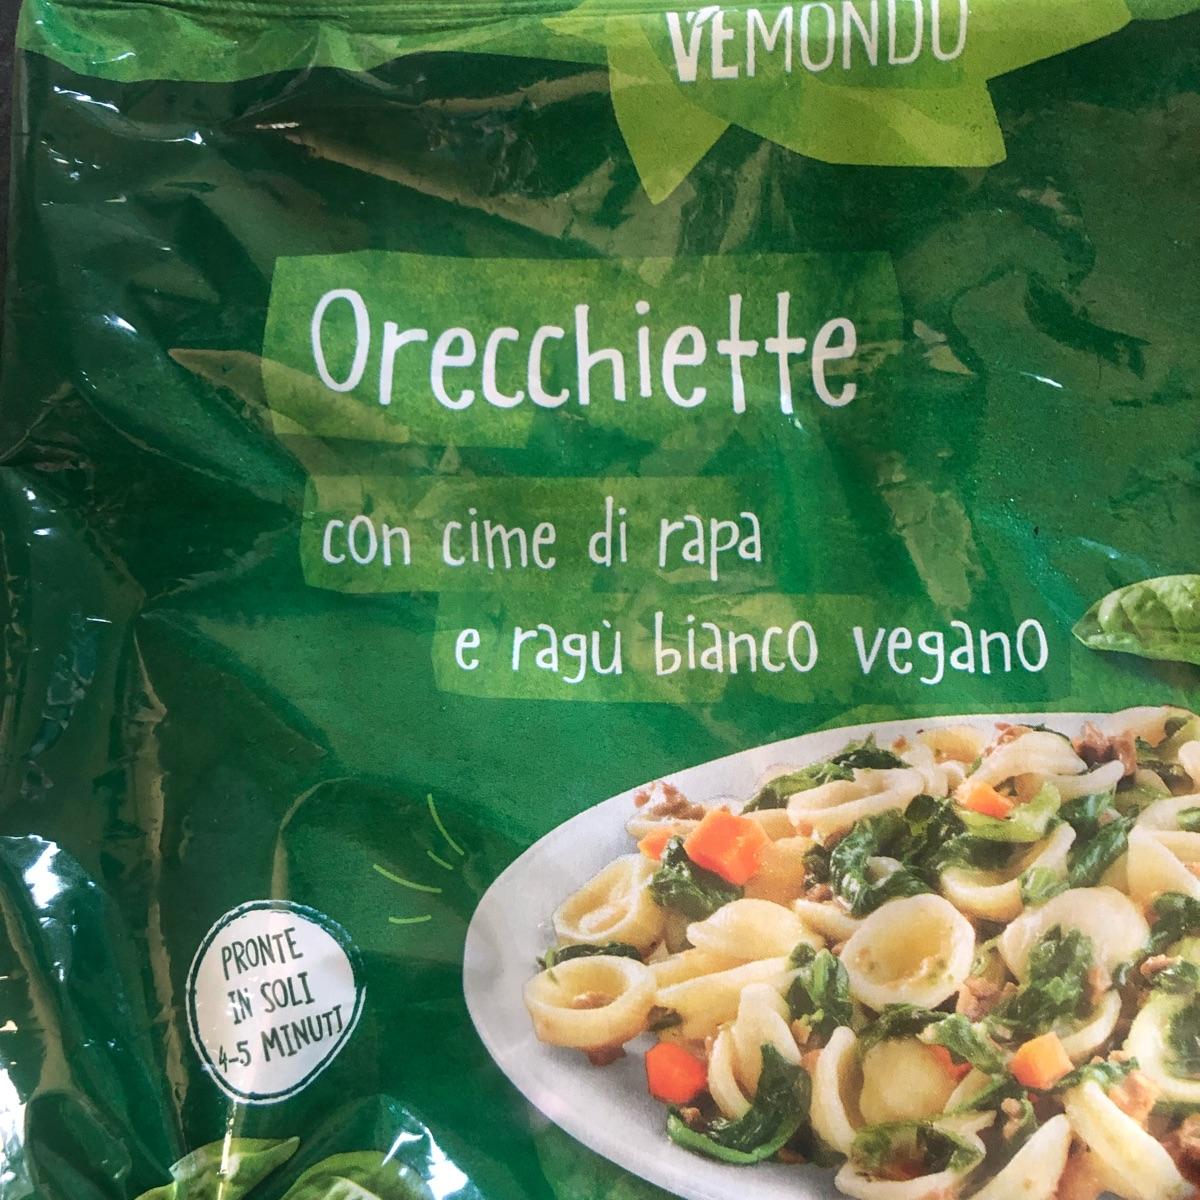 VEMONDO
Orecchiette
con cime di rapa
e ragù bianco vegano
PRONTE
IN SOLI
4-5 MINUTI